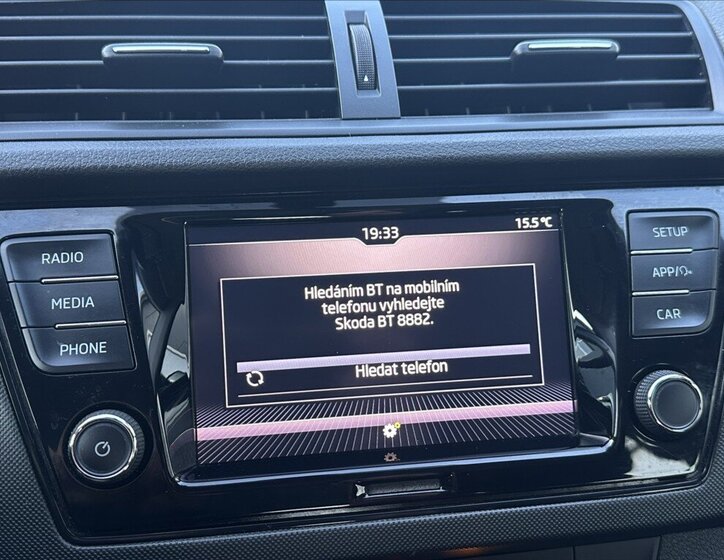 19:33
15.5 °C
RADIO
MEDIA
PHONE
Hledáním BT na mobilním
telefonu vyhledejte
Skoda BT 8882.
Hledat telefon
SETUP
APP/
CAR